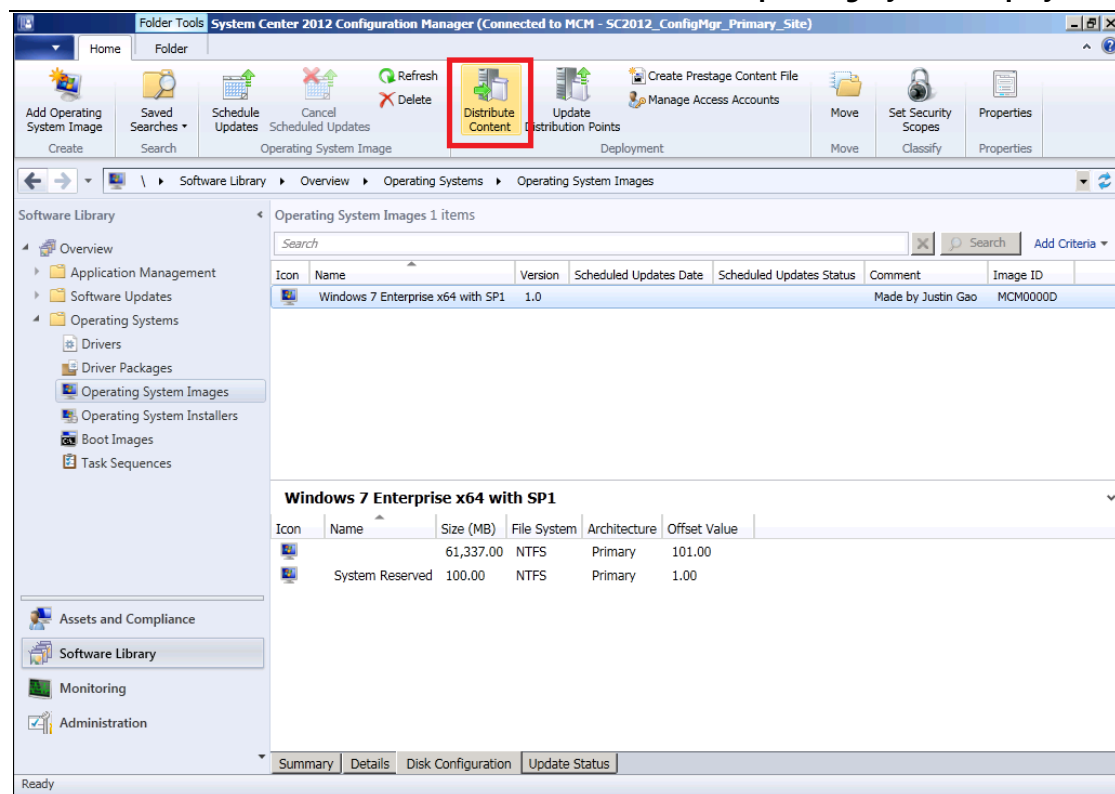 Folder Tools System Center 2012 Configuration Manager (Connected to MCM - SC2012_ConfigMgr_Primary_Site)
Home Folder
Add Operating System Image
Saved Searches
Schedule Updates
Cancel Scheduled Updates
Refresh
Delete
Distribute Content
Update Distribution Points
Create Prestage Content File
Manage Access Accounts
Move
Set Security Scopes
Properties
Create Search Operating System Image Deployment Move Classify Properties
\ Software Library Overview Operating Systems Operating System Images
Software Library
Overview
Application Management
Software Updates
Operating Systems
Drivers
Driver Packages
Operating System Images
Operating System Installers
Boot Images
Task Sequences
Assets and Compliance
Software Library
Monitoring
Administration
Operating System Images 1 items
Search Search Add Criteria
Icon Name Version Scheduled Updates Date Scheduled Updates Status Comment Image ID
Windows 7 Enterprise x64 with SP1 1.0 Made by Justin Gao MCM0000D
Windows 7 Enterprise x64 with SP1
Icon Name Size (MB) File System Architecture Offset Value
61,337.00 NTFS Primary 101.00
System Reserved 100.00 NTFS Primary 1.00
Summary Details Disk Configuration Update Status
Ready